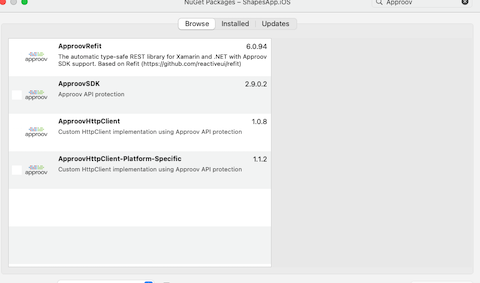 NuGet Packages – ShapesApp.iOS
Approov
Browse Installed Updates
ApproovRefit 6.0.94
The automatic type-safe REST library for Xamarin and .NET with Approov
SDK support. Based on Refit (https://github.com/reactiveui/refit)
approov
ApproovSDK 2.9.0.2
Approov API protection
approov
ApproovHttpClient 1.0.8
Custom HttpClient implementation using Approov API protection
approov
ApproovHttpClient-Platform-Specific 1.1.2
Custom HttpClient implementation using Approov API protection
approov